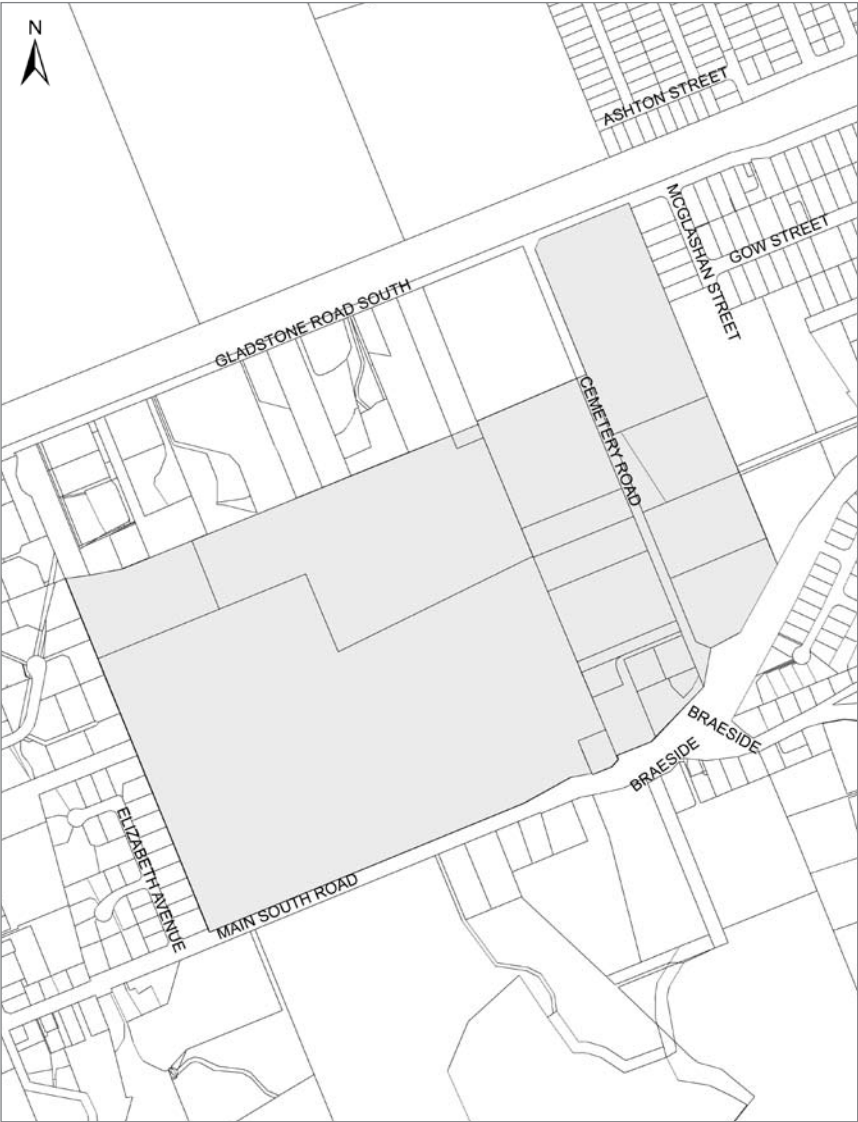 N
ASHTON STREET
MCGLASHAN STREET
GOW STREET
GLADSTONE ROAD SOUTH
CEMETERY ROAD
BRAESIDE
BRAESIDE
ELIZABETH AVENUE
MAIN SOUTH ROAD